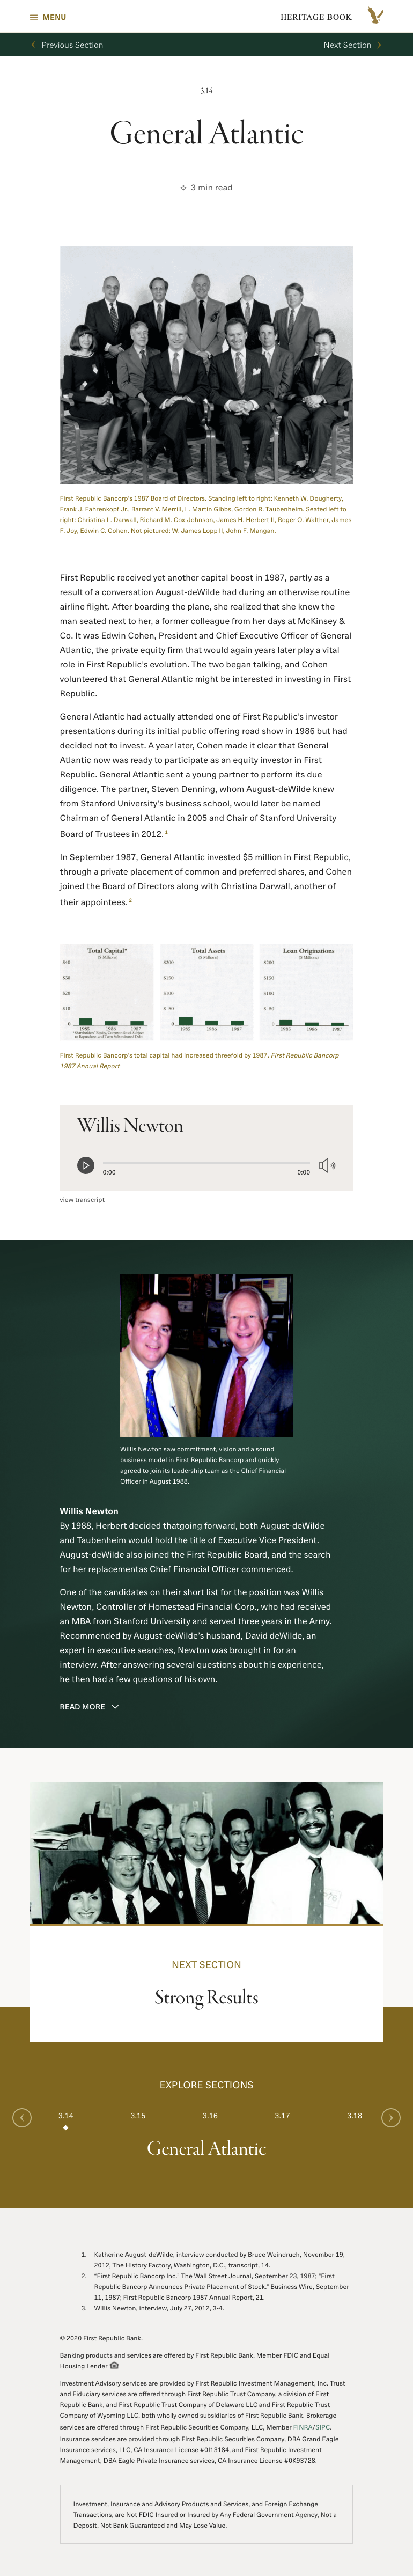 MENU
HERITAGE BOOK
Previous Section
Next Section
3.14
General Atlantic
3 min read
First Republic Bancorp's 1987 Board of Directors. Standing left to right: Kenneth W. Dougherty,
Frank J. Fahrenkopf Jr., Barrant V. Merrill, L. Martin Gibbs, Gordon R. Taubenheim. Seated left to
right: Christina L. Darwall, Richard M. Cox-Johnson, James H. Herbert II, Roger O. Walther, James
F. Joy, Edwin C. Cohen. Not pictured: W. James Lopp II, John F. Mangan.
First Republic received yet another capital boost in 1987, partly as a
result of a conversation August-deWilde had during an otherwise routine
airline flight. After boarding the plane, she realized that she knew the
man seated next to her, a former colleague from her days at McKinsey &
Co. It was Edwin Cohen, President and Chief Executive Officer of General
Atlantic, the private equity firm that would again years later play a vital
role in First Republic's evolution. The two began talking, and Cohen
volunteered that General Atlantic might be interested in investing in First
Republic.
General Atlantic had actually attended one of First Republic's investor
presentations during its initial public offering road show in 1986 but had
decided not to invest. A year later, Cohen made it clear that General
Atlantic now was ready to participate as an equity investor in First
Republic. General Atlantic sent a young partner to perform its due
diligence. The partner, Steven Denning, whom August-deWilde knew
from Stanford University's business school, would later be named
Chairman of General Atlantic in 2005 and Chair of Stanford University
Board of Trustees in 2012. 1
In September 1987, General Atlantic invested $5 million in First Republic,
through a private placement of common and preferred shares, and Cohen
joined the Board of Directors along with Christina Darwall, another of
their appointees. 2
Total Capital*
($ Millions)
$40
$30
$20
$10
0
1985 1986 1987
*Shareholders' Equity, Common Stock Subject
to Repurchase, and Term Subordinated Debt
Total Assets
($ Millions)
$200
$150
$100
$ 50
0
1985 1986 1987
Loan Originations
($ Millions)
$200
$150
$100
$ 50
0
1985 1986 1987
First Republic Bancorp's total capital had increased threefold by 1987. First Republic Bancorp
1987 Annual Report
Willis Newton
0:00
0:00
view transcript
Willis Newton saw commitment, vision and a sound
business model in First Republic Bancorp and quickly
agreed to join its leadership team as the Chief Financial
Officer in August 1988.
Willis Newton
By 1988, Herbert decided thatgoing forward, both August-deWilde
and Taubenheim would hold the title of Executive Vice President.
August-deWilde also joined the First Republic Board, and the search
for her replacementas Chief Financial Officer commenced.
One of the candidates on their short list for the position was Willis
Newton, Controller of Homestead Financial Corp., who had received
an MBA from Stanford University and served three years in the Army.
Recommended by August-deWilde's husband, David deWilde, an
expert in executive searches, Newton was brought in for an
interview. After answering several questions about his experience,
he then had a few questions of his own.
READ MORE
NEXT SECTION
Strong Results
EXPLORE SECTIONS
3.14
3.15
3.16
3.17
3.18
General Atlantic
1. Katherine August-deWilde, interview conducted by Bruce Weindruch, November 19,
2012, The History Factory, Washington, D.C., transcript, 14.
2. "First Republic Bancorp Inc." The Wall Street Journal, September 23, 1987; "First
Republic Bancorp Announces Private Placement of Stock." Business Wire, September
11, 1987; First Republic Bancorp 1987 Annual Report, 21.
3. Willis Newton, interview, July 27, 2012, 3-4.
© 2020 First Republic Bank.
Banking products and services are offered by First Republic Bank, Member FDIC and Equal
Housing Lender
Investment Advisory services are provided by First Republic Investment Management, Inc. Trust
and Fiduciary services are offered through First Republic Trust Company, a division of First
Republic Bank, and First Republic Trust Company of Delaware LLC and First Republic Trust
Company of Wyoming LLC, both wholly owned subsidiaries of First Republic Bank. Brokerage
services are offered through First Republic Securities Company, LLC, Member FINRA/SIPC.
Insurance services are provided through First Republic Securities Company, DBA Grand Eagle
Insurance services, LLC, CA Insurance License #0I13184, and First Republic Investment
Management, DBA Eagle Private Insurance services, CA Insurance License #0K93728.
Investment, Insurance and Advisory Products and Services, and Foreign Exchange
Transactions, are Not FDIC Insured or Insured by Any Federal Government Agency, Not a
Deposit, Not Bank Guaranteed and May Lose Value.